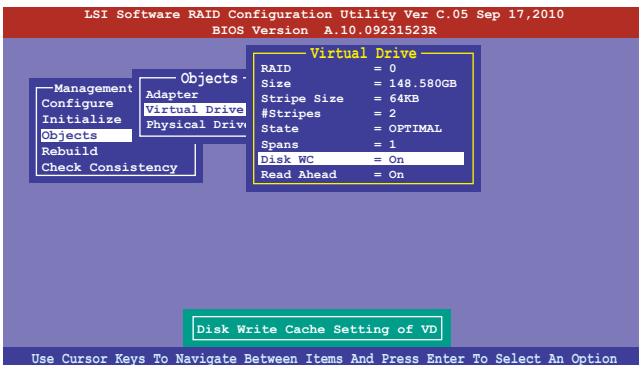 LSI Software RAID Configuration Utility Ver C.05 Sep 17,2010
BIOS Version A.10.09231523R
Management
Configure
Initialize
Objects
Rebuild
Check Consistency
Objects
Adapter
Virtual Drive
Physical Drive
Virtual Drive
RAID = 0
Size = 148.580GB
Stripe Size = 64KB
#Stripes = 2
State = OPTIMAL
Spans = 1
Disk WC = On
Read Ahead = On
Disk Write Cache Setting of VD
Use Cursor Keys To Navigate Between Items And Press Enter To Select An Option